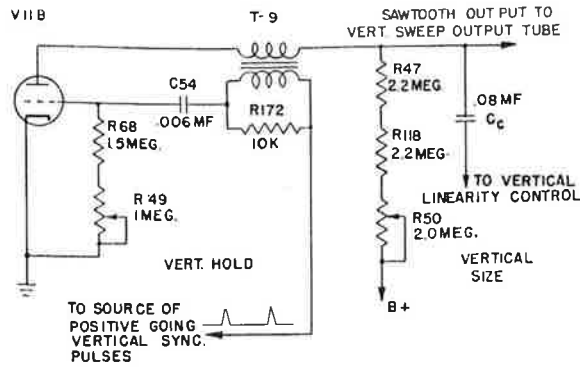 V11B
T-9
SAWTOOTH OUTPUT TO
VERT. SWEEP OUTPUT TUBE
C54
.006MF
R172
10K
R68
1.5MEG.
R149
1MEG.
R47
2.2MEG.
R118
2.2MEG.
R50
2.0MEG.
.08MF
Cc
TO VERTICAL
LINEARITY CONTROL
VERT. HOLD
VERTICAL
SIZE
B+
TO SOURCE OF
POSITIVE GOING
VERTICAL SYNC.
PULSES